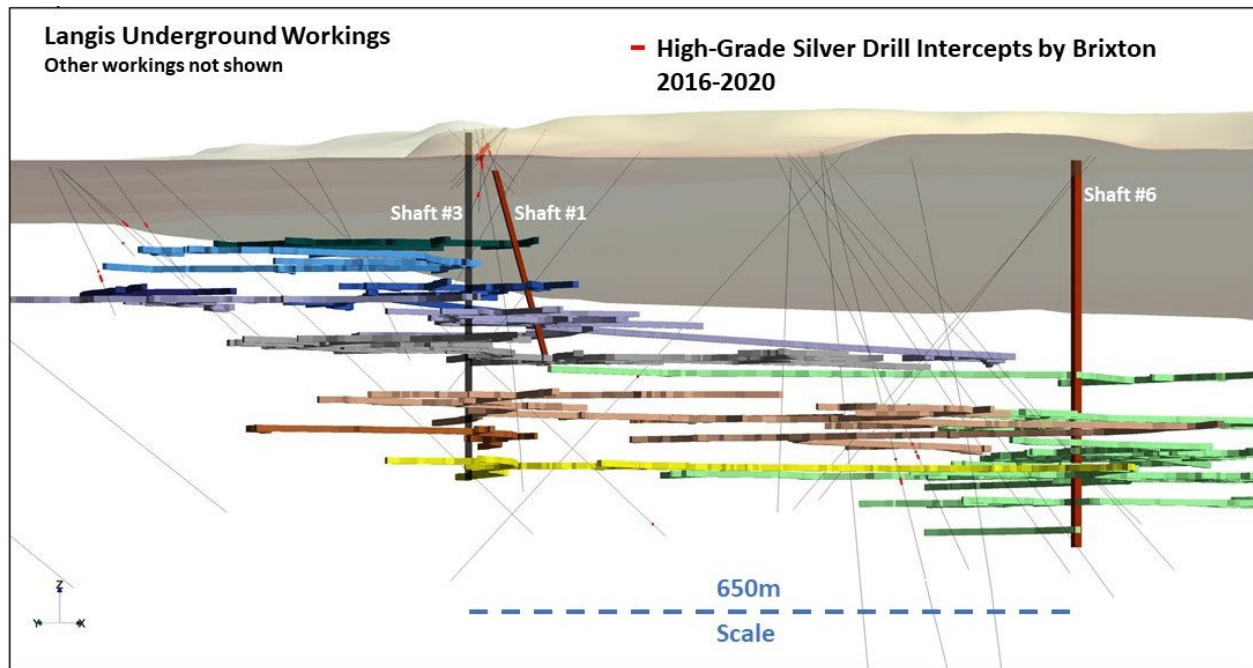 Langis Underground Workings
Other workings not shown
High-Grade Silver Drill Intercepts by Brixton
2016-2020
Shaft #3
Shaft #1
Shaft #6
650m
Scale
Z
Y
X